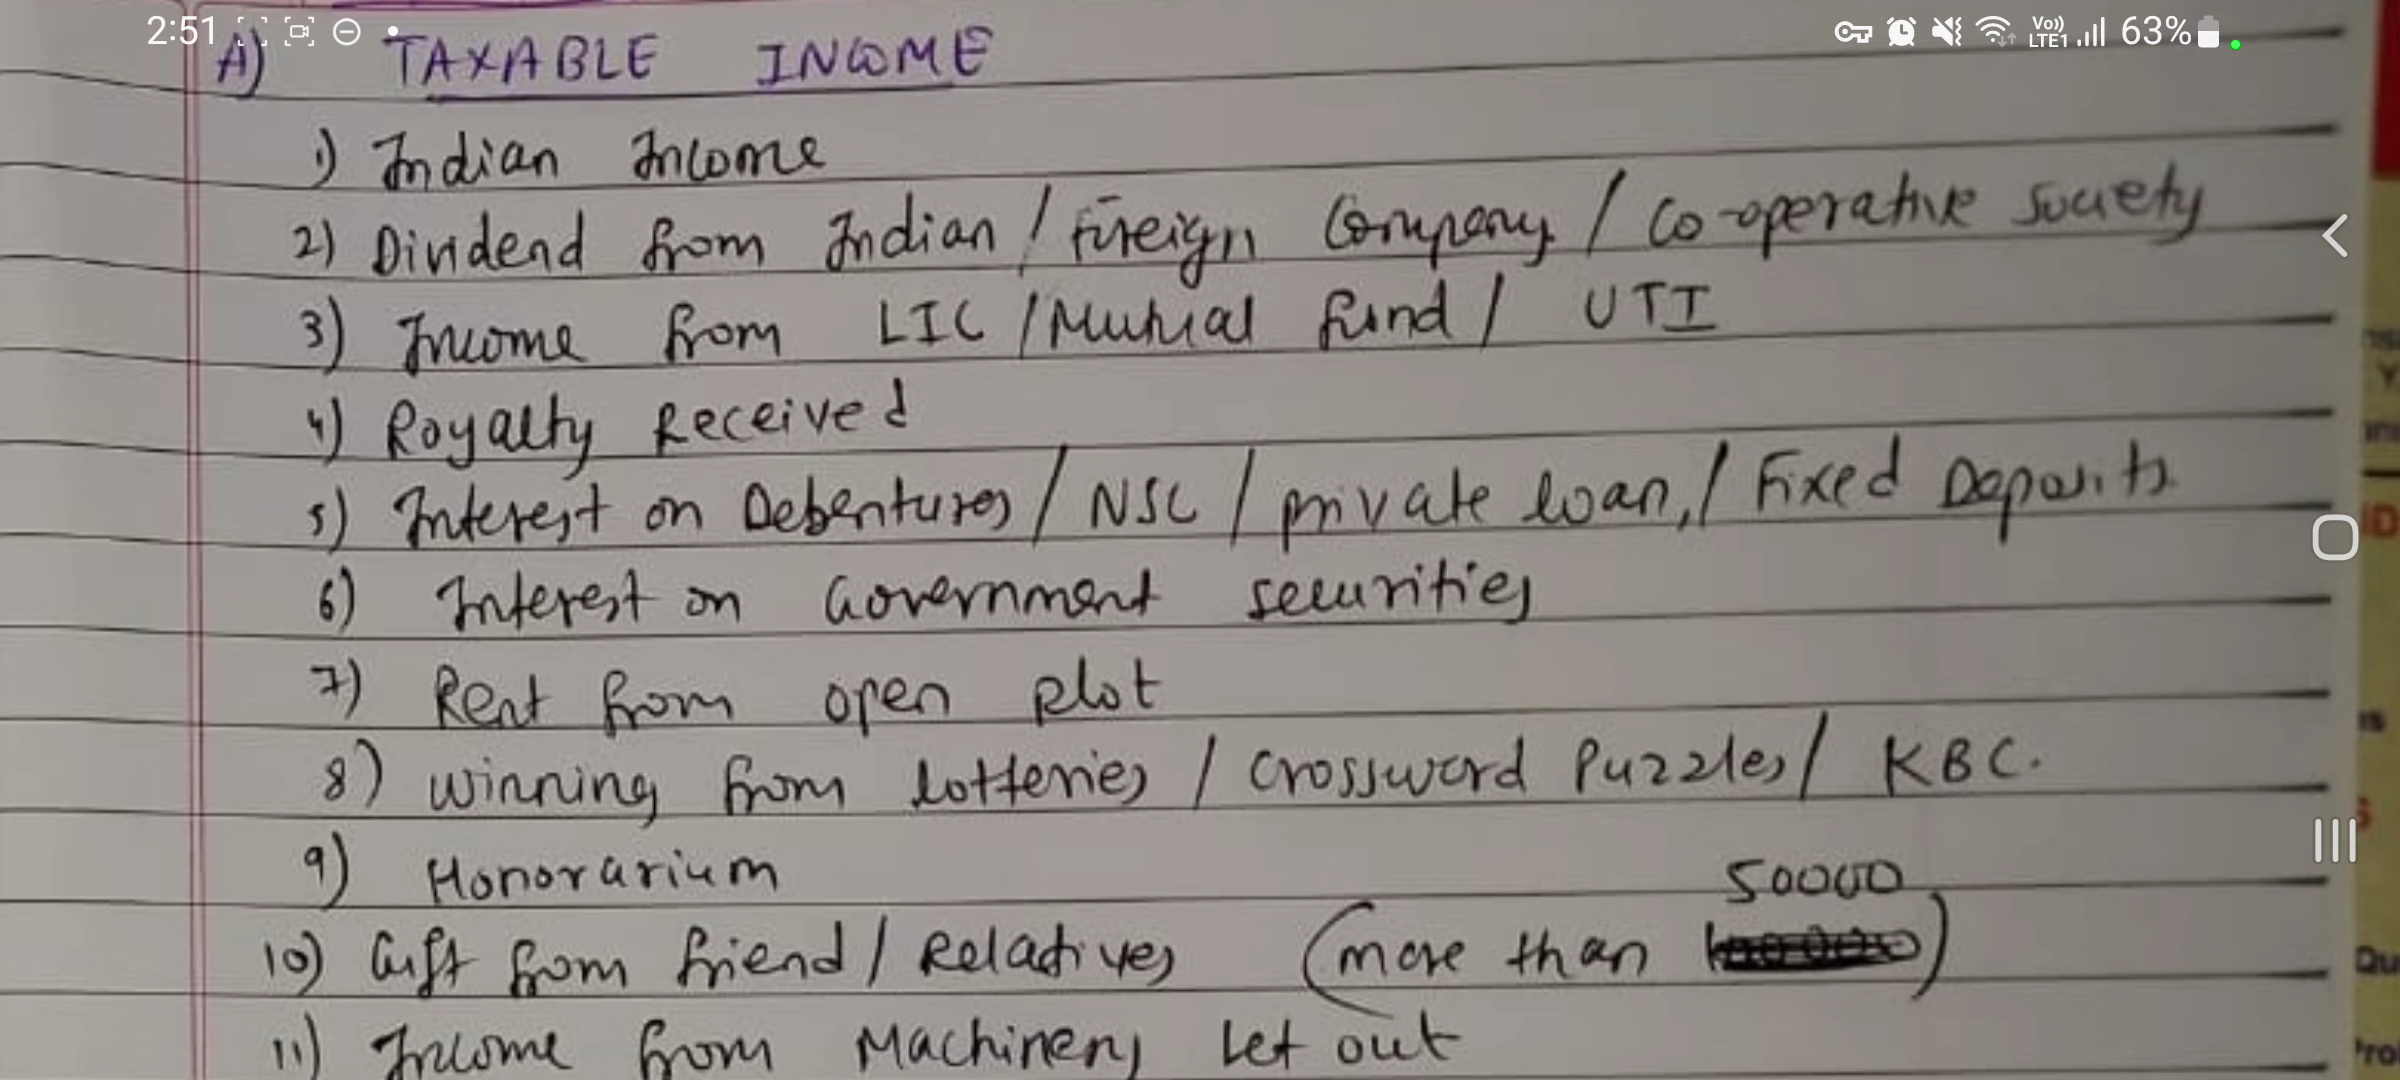 2:51
Vo)) LTE1 63%
A) TAXABLE INCOME
1) Indian Income
2) Dividend from Indian / Foreign Company / Co-operative Society
3) Income from LIC / Mutual fund / UTI
4) Royalty Received
5) Interest on Debentures / NSC / private loan, / Fixed Deposits.
6) Interest on Government securities
7) Rent from open plot
8) Winning from lotteries / Crossword Puzzles / KBC.
9) Honorarium
50000
10) Gift from friend / Relatives (more than )
11) Income from Machinery Let out